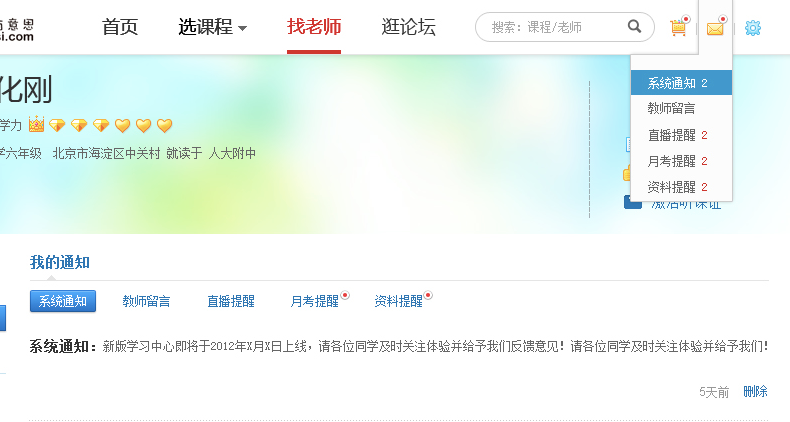 意思
si.com
首页
选课程
找老师
逛论坛
搜索：课程/老师
系统通知 2
教师留言
直播提醒 2
月考提醒 2
资料提醒 2
激活听课证
化刚
学力
学六年级 北京市海淀区中关村 就读于 人大附中
我的通知
系统通知 教师留言 直播提醒 月考提醒 资料提醒
系统通知：新版学习中心即将于2012年X月X日上线，请各位同学及时关注体验并给予我们反馈意见！请各位同学及时关注体验并给予我们！
5天前 删除